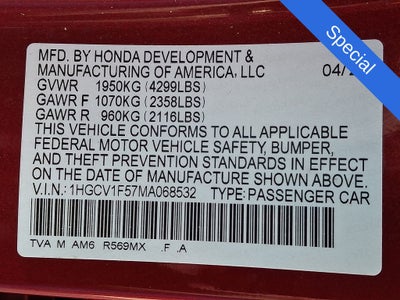 Special
MFD. BY HONDA DEVELOPMENT &
MANUFACTURING OF AMERICA, LLC 04/
GVWR 1950KG (4299LBS)
GAWR F 1070KG (2358LBS)
GAWR R 960KG (2116LBS)
THIS VEHICLE CONFORMS TO ALL APPLICABLE
FEDERAL MOTOR VEHICLE SAFETY, BUMPER,
AND THEFT PREVENTION STANDARDS IN EFFECT
ON THE DATE OF MANUFACTURE SHOWN ABOVE.
V.I.N.: 1HGCV1F57MA068532 TYPE: PASSENGER CAR
TVA M AM6 R569MX .F .A